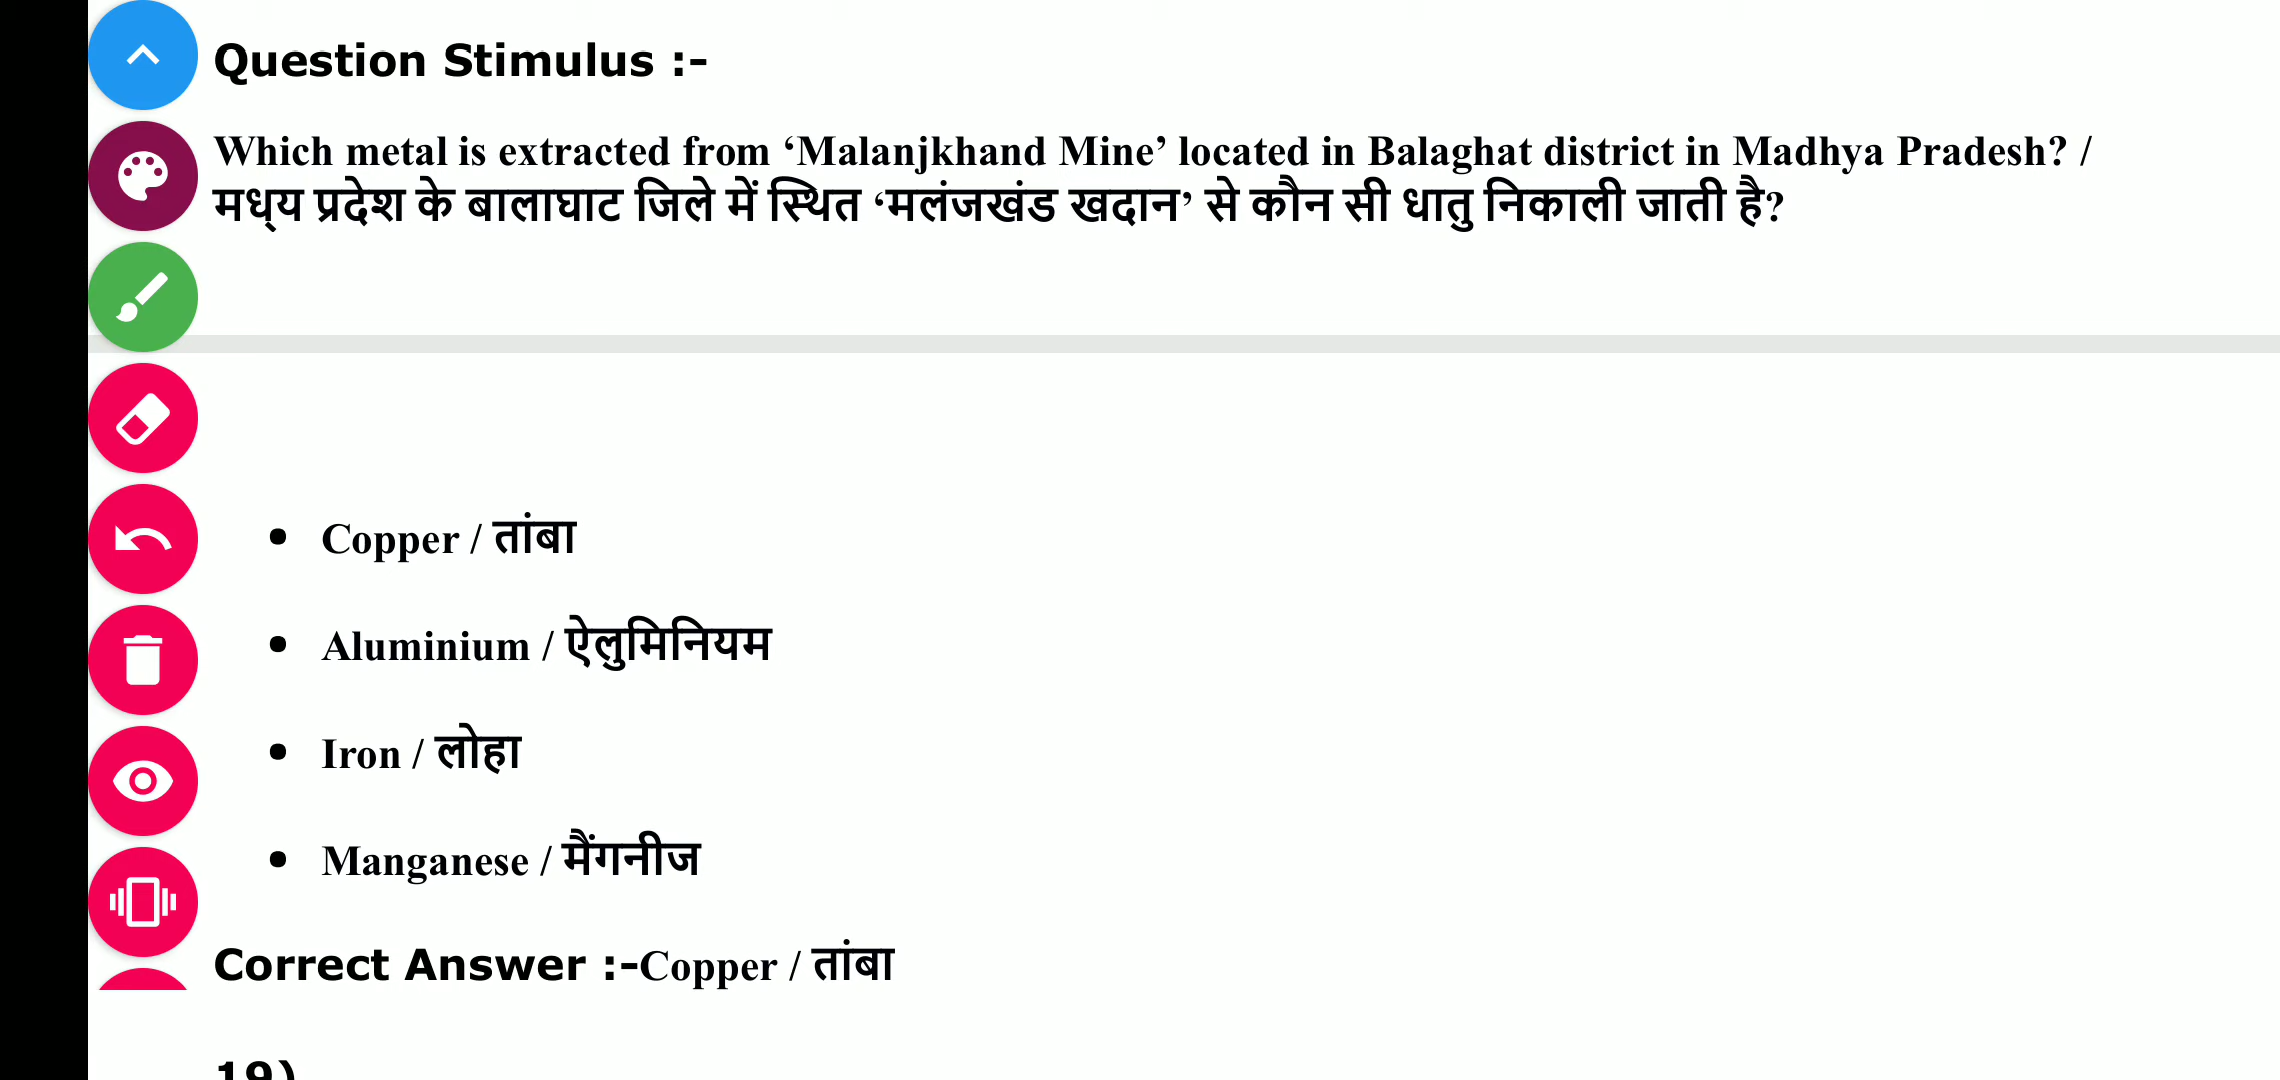 Question Stimulus :-
Which metal is extracted from ‘Malanjkhand Mine’ located in Balaghat district in Madhya Pradesh? /
मध्‌य प्रदेश के बालाघाट जिले में स्थित ‘मलंजखंड खदान’ से कौन सी धातु निकाली जाती है?
• Copper / तांबा
• Aluminium / ऐलुमिनियम
• Iron / लोहा
• Manganese / मैंगनीज
Correct Answer :-Copper / तांबा
19)